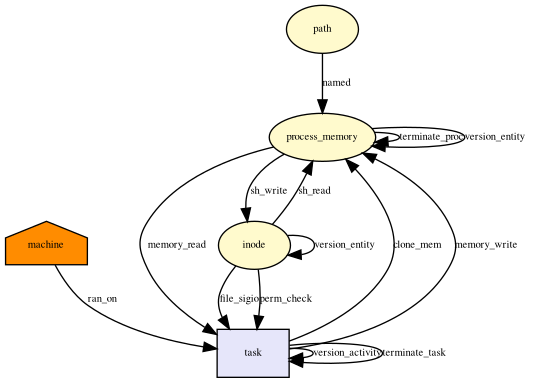 path
named
process_memory
terminate_proc
version_entity
sh_write
sh_read
machine
memory_read
inode
version_entity
clone_mem
memory_write
ran_on
file_sigio
perm_check
task
version_activity
terminate_task